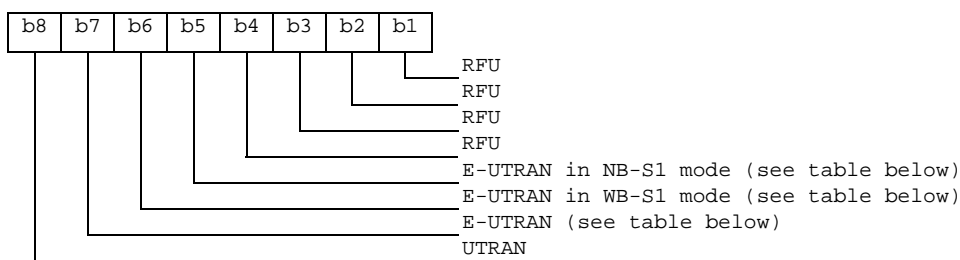 b8 b7 b6 b5 b4 b3 b2 b1
RFU
RFU
RFU
RFU
E-UTRAN in NB-S1 mode (see table below)
E-UTRAN in WB-S1 mode (see table below)
E-UTRAN (see table below)
UTRAN